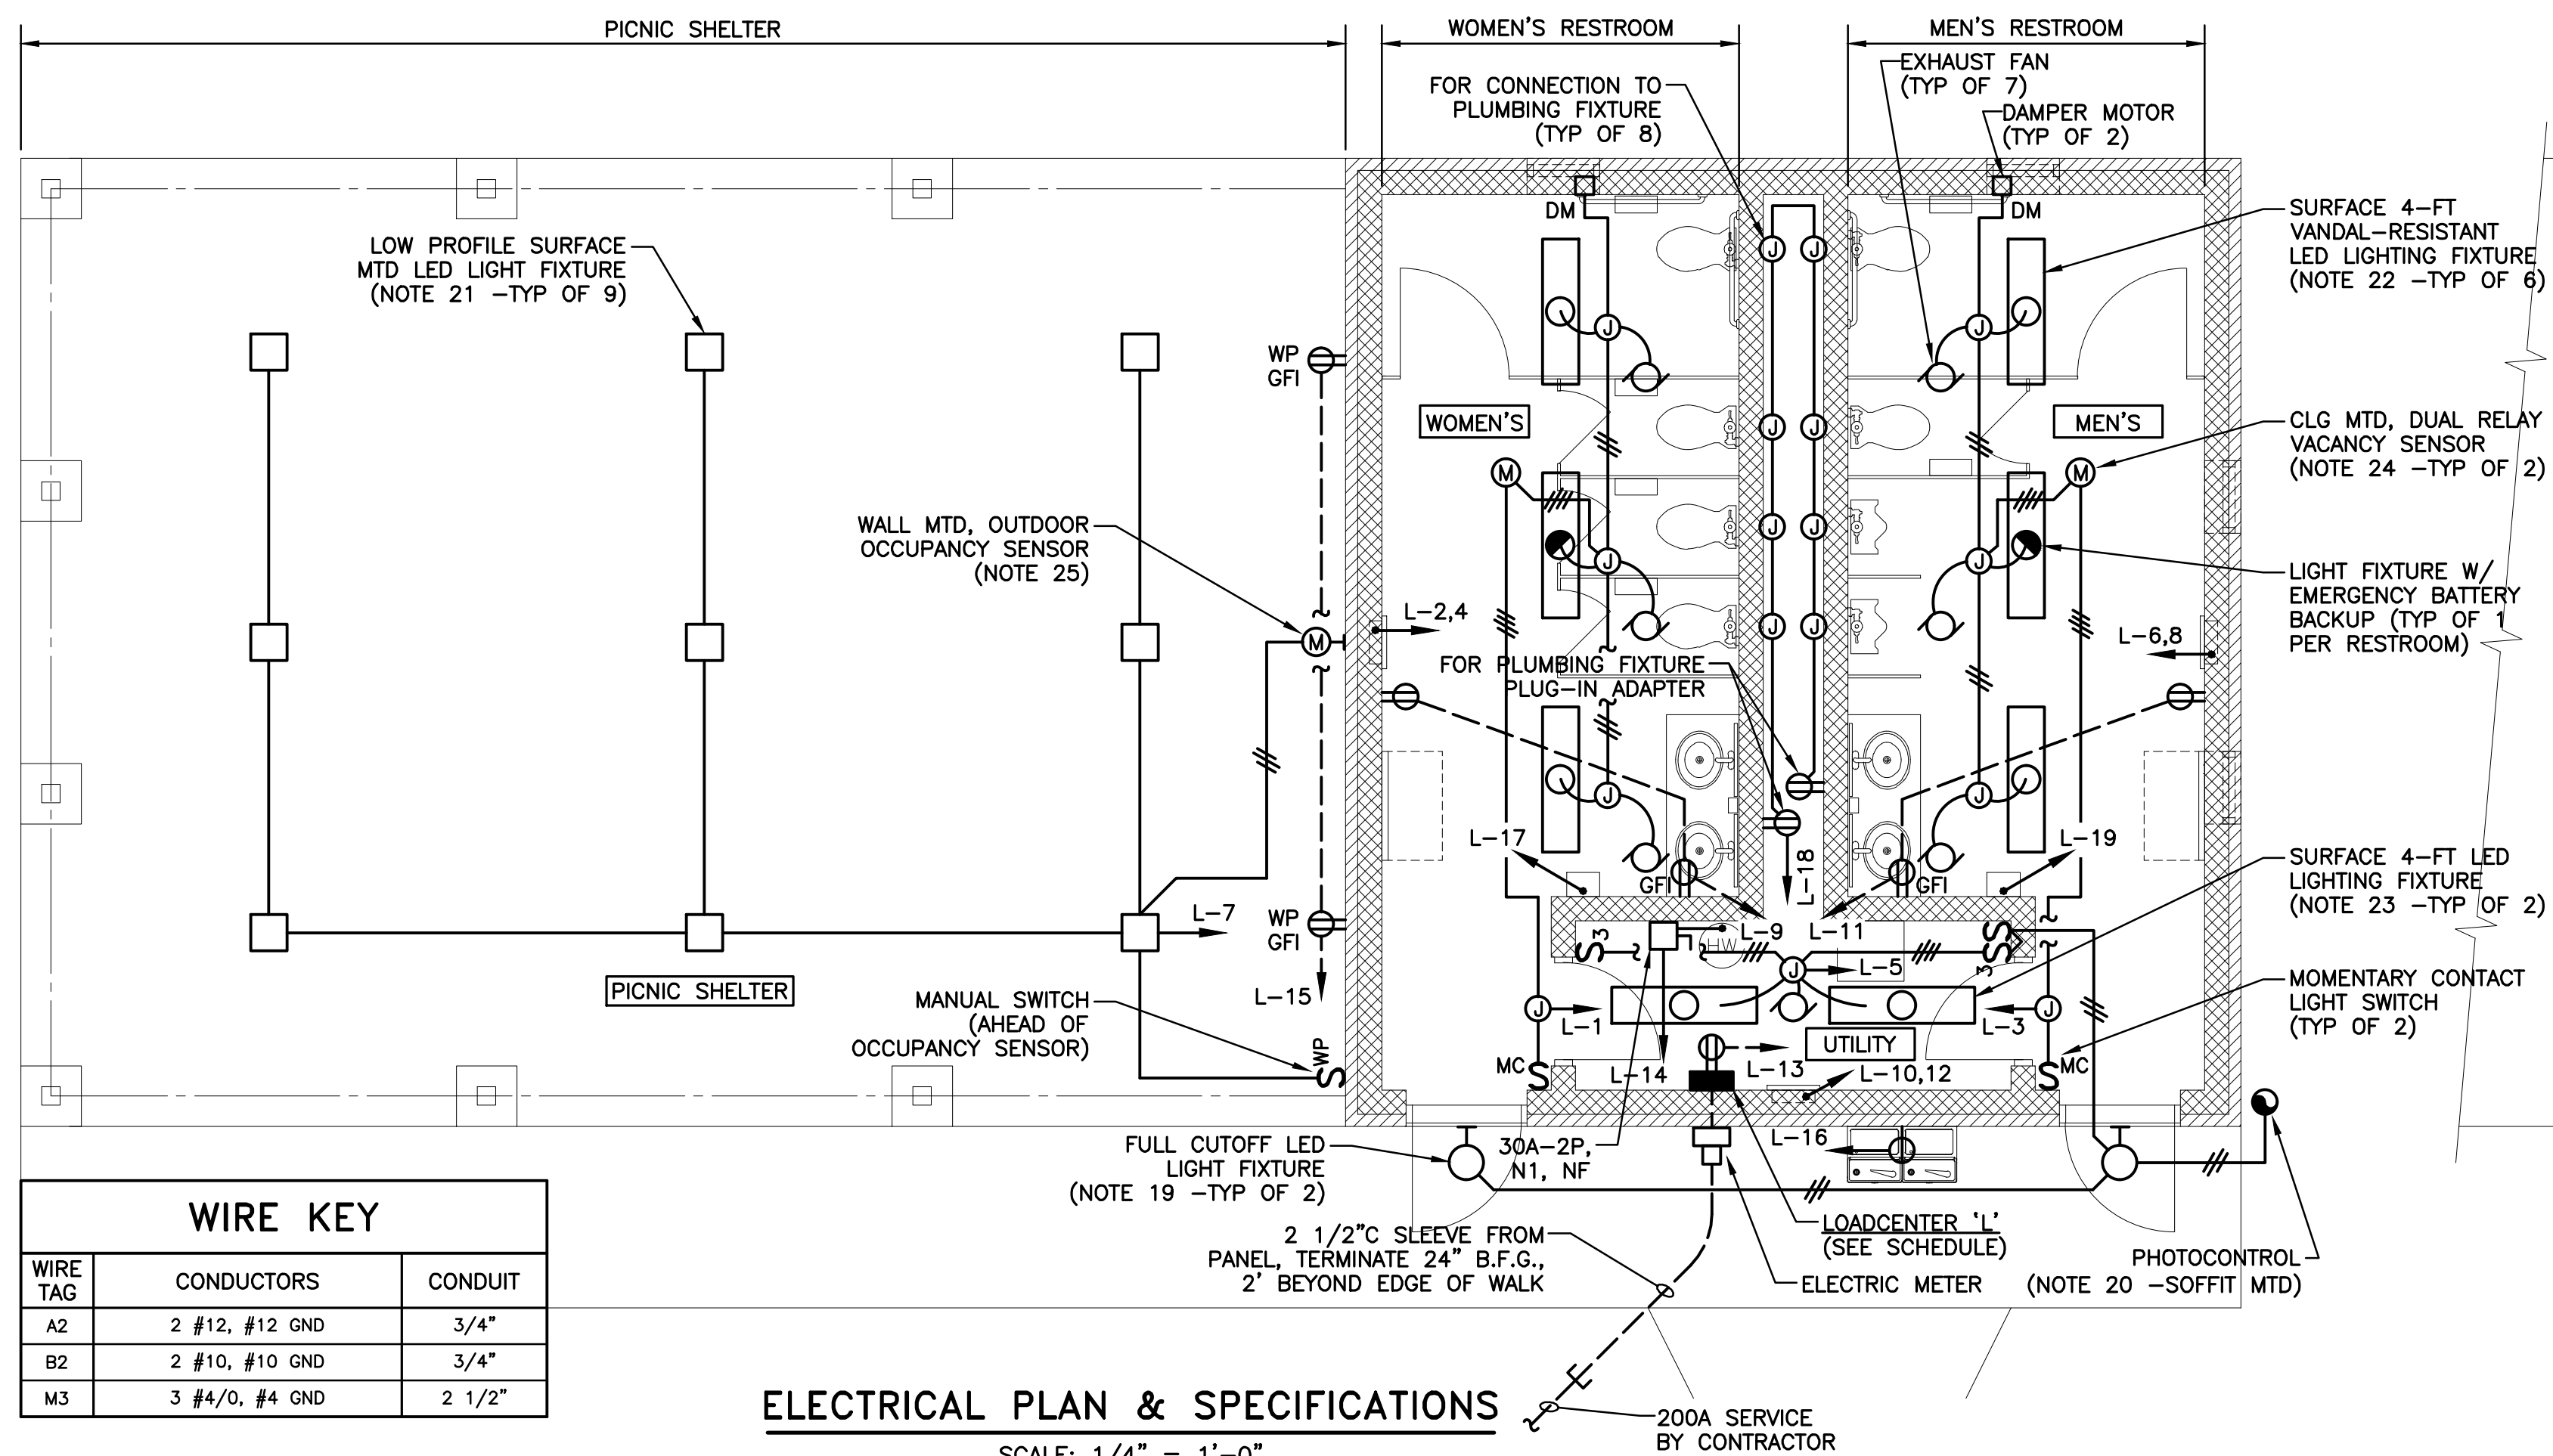 PICNIC SHELTER
WOMEN'S RESTROOM
MEN'S RESTROOM
FOR CONNECTION TO
PLUMBING FIXTURE
(TYP OF 8)
EXHAUST FAN
(TYP OF 7)
DAMPER MOTOR
(TYP OF 2)
DM
DM
SURFACE 4-FT
VANDAL-RESISTANT
LED LIGHTING FIXTURE
(NOTE 22 -TYP OF 6)
LOW PROFILE SURFACE
MTD LED LIGHT FIXTURE
(NOTE 21 -TYP OF 9)
J
J
J
J
WP
GFI
WOMEN'S
MEN'S
J
J
CLG MTD, DUAL RELAY
VACANCY SENSOR
(NOTE 24 -TYP OF 2)
M
M
WALL MTD, OUTDOOR
OCCUPANCY SENSOR
(NOTE 25)
J
J
J
J
LIGHT FIXTURE W/
EMERGENCY BATTERY
BACKUP (TYP OF 1
PER RESTROOM)
M
L-2,4
J
J
L-6,8
FOR PLUMBING FIXTURE
PLUG-IN ADAPTER
J
J
L-17
L-19
L-18
GFI
GFI
SURFACE 4-FT LED
LIGHTING FIXTURE
(NOTE 23 -TYP OF 2)
WP
GFI
L-7
L-9
L-11
S3
HW
S
S3
J
L-5
PICNIC SHELTER
L-15
MANUAL SWITCH
(AHEAD OF
OCCUPANCY SENSOR)
J
L-1
L-3
J
MOMENTARY CONTACT
LIGHT SWITCH
(TYP OF 2)
UTILITY
SWP
MC S
L-14
L-13
L-10,12
S MC
FULL CUTOFF LED
LIGHT FIXTURE
(NOTE 19 -TYP OF 2)
30A-2P,
N1, NF
L-16
2 1/2"C SLEEVE FROM
PANEL, TERMINATE 24" B.F.G.,
2' BEYOND EDGE OF WALK
LOADCENTER 'L'
(SEE SCHEDULE)
ELECTRIC METER
PHOTOCONTROL
(NOTE 20 -SOFFIT MTD)
WIRE KEY
WIRE TAG CONDUCTORS CONDUIT
A2 2 #12, #12 GND 3/4"
B2 2 #10, #10 GND 3/4"
M3 3 #4/0, #4 GND 2 1/2"
E
200A SERVICE
BY CONTRACTOR
ELECTRICAL PLAN & SPECIFICATIONS
SCALE: 1/4" = 1'-0"